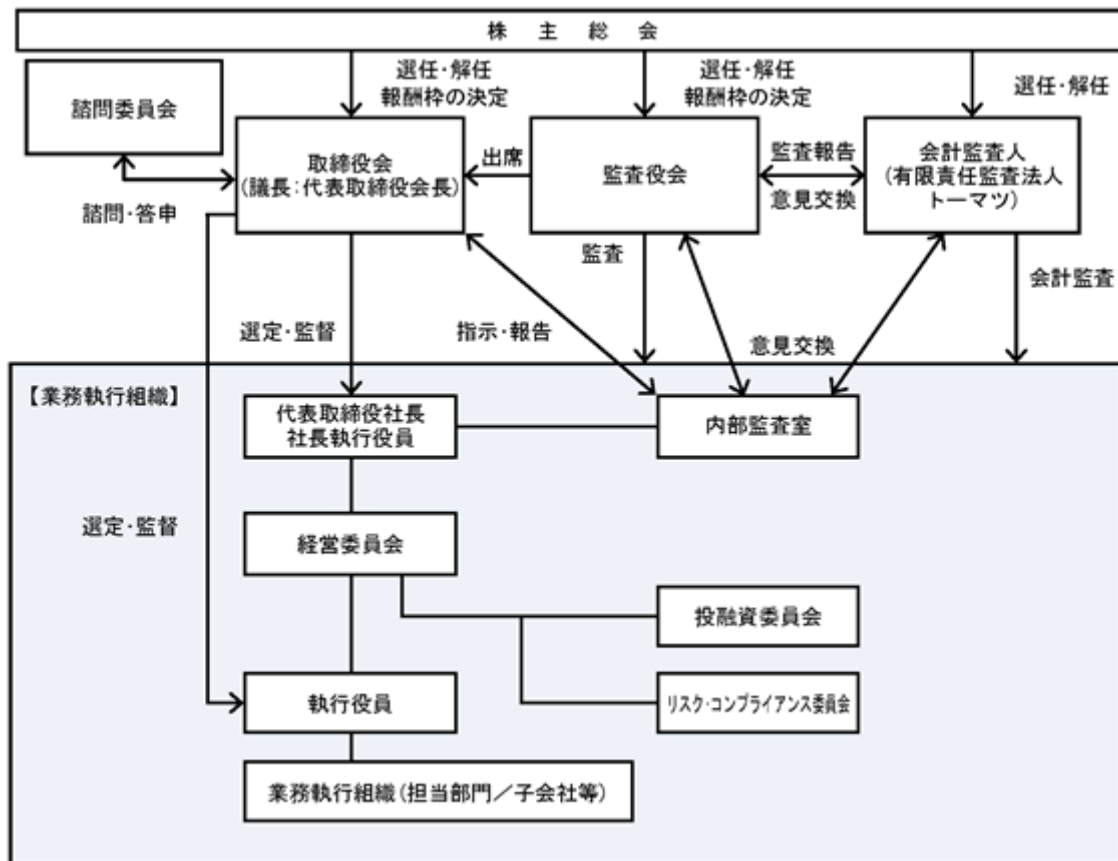 株主総会
選任・解任
報酬枠の決定
選任・解任
報酬枠の決定
選任・解任
諮問委員会
取締役会
(議長:代表取締役会長)
出席
監査役会
監査報告
意見交換
会計監査人
(有限責任監査法人
トーマツ)
諮問・答申
監査
会計監査
選定・監督
指示・報告
意見交換
【業務執行組織】
代表取締役社長
社長執行役員
内部監査室
選定・監督
経営委員会
投融資委員会
執行役員
リスク・コンプライアンス委員会
業務執行組織(担当部門/子会社等)